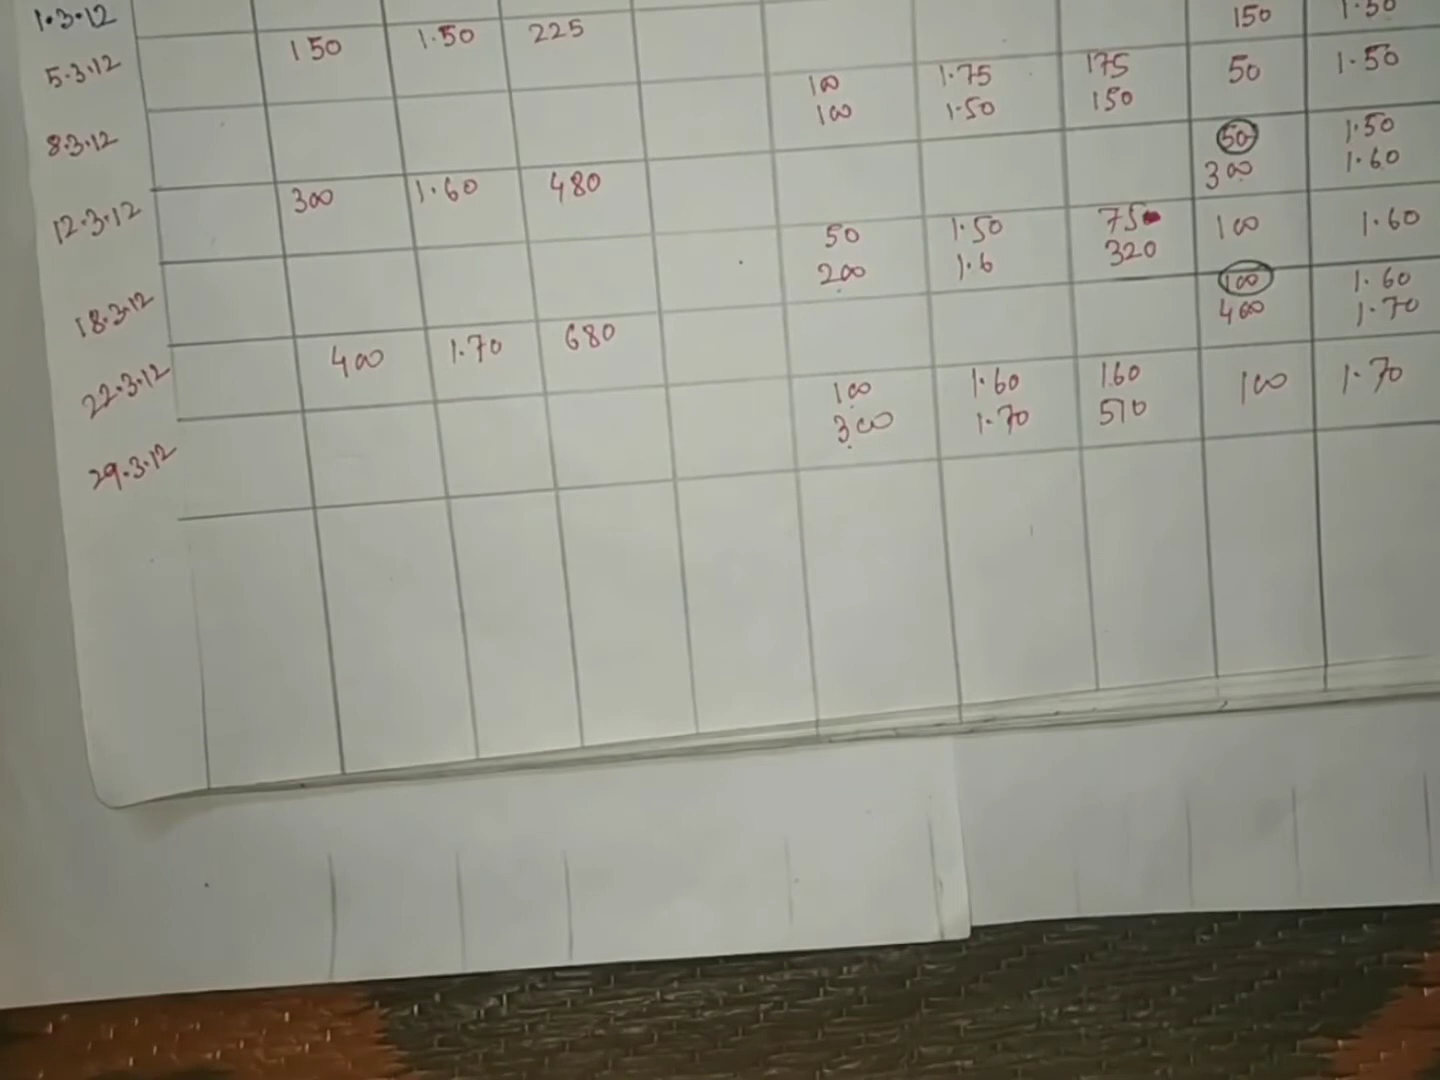 1.3.12
150 1.50
5.3.12 150 1.50 225
100 1.75 175 50 1.50
100 1.50 150
8.3.12
50 1.50
300 1.60
12.3.12 300 1.60 480
50 1.50 75 100 1.60
200 1.6 320
18.3.12
100 1.60
400 1.70
22.3.12 400 1.70 680
100 1.60 160 100 1.70
300 1.70 510
29.3.12